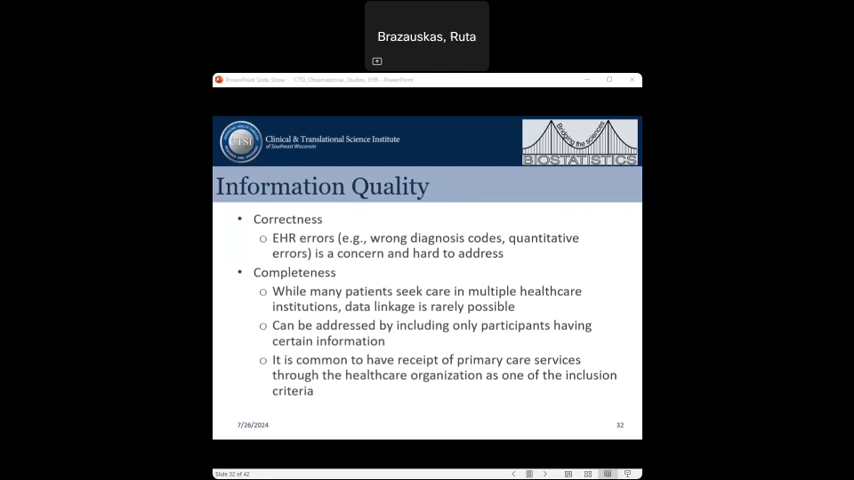 Brazauskas, Ruta
PowerPoint Slide Show - CTSI_Observational_Studies_EHR - PowerPoint
CTSI
Clinical & Translational Science Institute
of Southeast Wisconsin
Bridging the Sciences
BIOSTATISTICS
Information Quality
• Correctness
o EHR errors (e.g., wrong diagnosis codes, quantitative
errors) is a concern and hard to address
• Completeness
o While many patients seek care in multiple healthcare
institutions, data linkage is rarely possible
o Can be addressed by including only participants having
certain information
o It is common to have receipt of primary care services
through the healthcare organization as one of the inclusion
criteria
7/26/2024
32
Slide 32 of 42